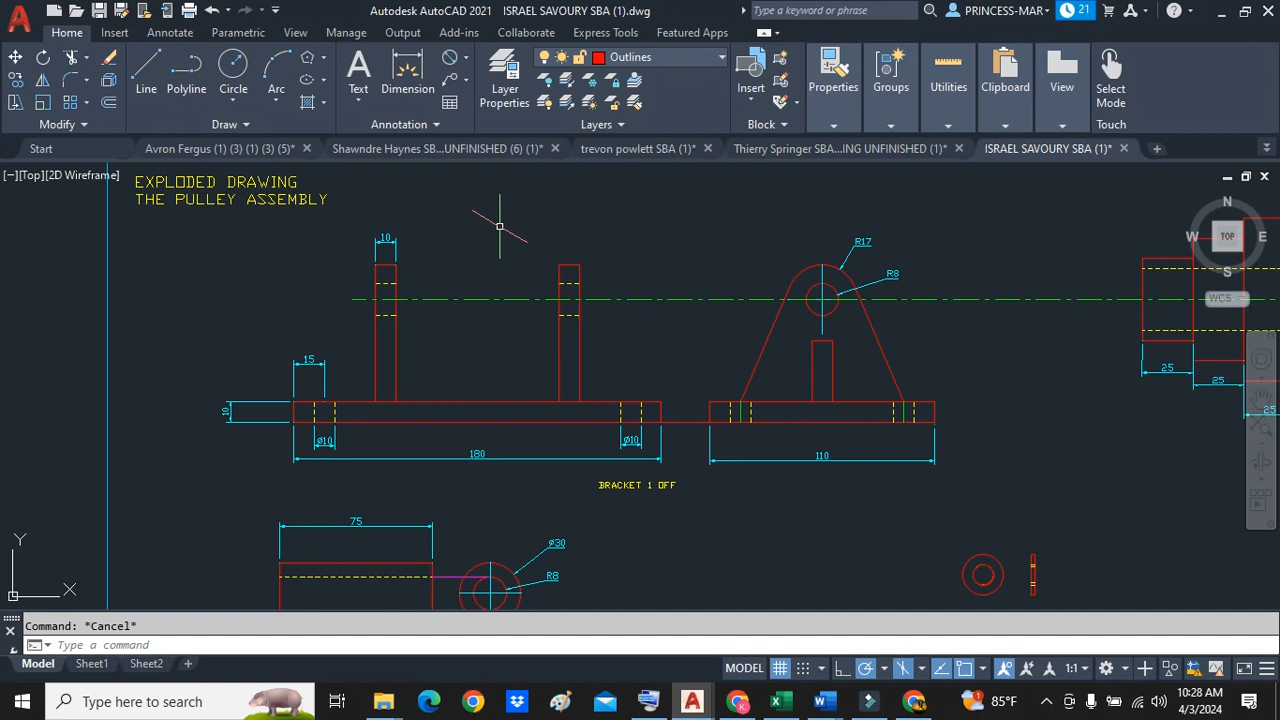 Autodesk AutoCAD 2021 ISRAEL SAVOURY SBA (1).dwg
Type a keyword or phrase
PRINCESS-MAR
21
Home Insert Annotate Parametric View Manage Output Add-ins Collaborate Express Tools Featured Apps
Line Polyline Circle Arc Text Dimension Layer Properties Outlines Insert Properties Groups Utilities Clipboard View Select Mode
Modify Draw Annotation Layers Block Touch
Start Avron Fergus (1) (3) (1) (3)* Shawndre Haynes SB...UNFINISHED (6) (1)* trevon powlett SBA (1)* Thierry Springer SBA...ING UNFINISHED (1)* ISRAEL SAVOURY SBA (1)*
[−][Top][2D Wireframe]
EXPLODED DRAWING
THE PULLEY ASSEMBLY
N
W TOP E
S
WCS
10
R17
R8
15
10
Ø10 Ø10
180
110
25
25
25
BRACKET 1 OFF
75
Ø30
R8
Y
X
Command: *Cancel*
Type a command
Model Sheet1 Sheet2
MODEL 1:1
Type here to search
85°F
10:28 AM
4/3/2024